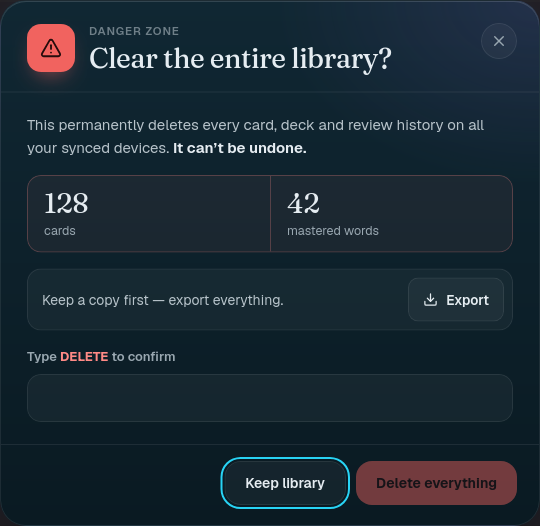 DANGER ZONE
Clear the entire library?
This permanently deletes every card, deck and review history on all
your synced devices. It can’t be undone.
128
cards
42
mastered words
Keep a copy first — export everything.
Export
Type DELETE to confirm
Keep library
Delete everything